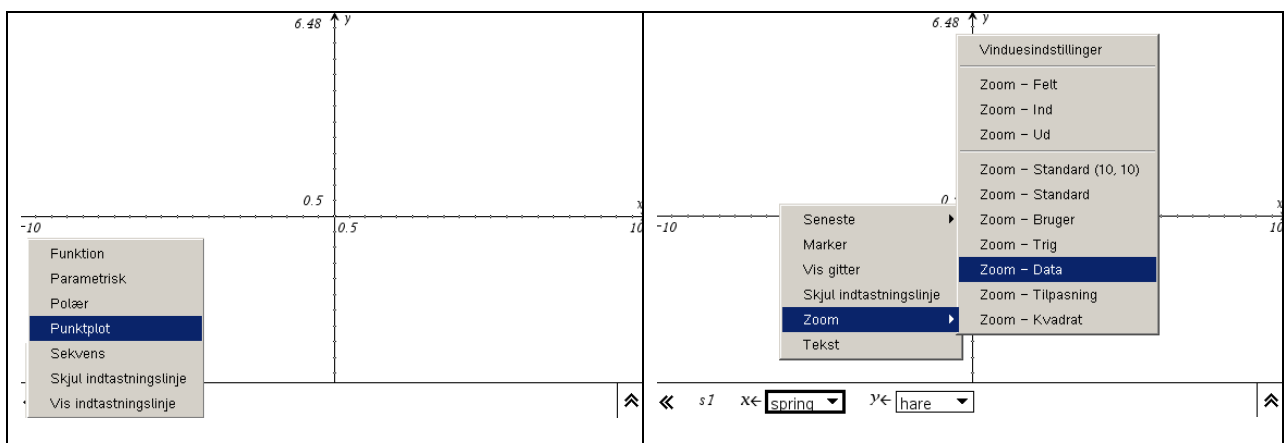 6.48 y
0.5
x
-10 0.5 10
Funktion
Parametrisk
Polær
Punktplot
Sekvens
Skjul indtastningslinje
Vis indtastningslinje
6.48 y
Vinduesindstillinger
Zoom – Felt
Zoom – Ind
Zoom – Ud
Zoom – Standard (10, 10)
Zoom – Standard
Zoom – Bruger
Zoom – Trig
Zoom – Data
Zoom – Tilpasning
Zoom – Kvadrat
x
-10 10
Seneste
Marker
Vis gitter
Skjul indtastningslinje
Zoom
Tekst
s1 x← spring y← hare